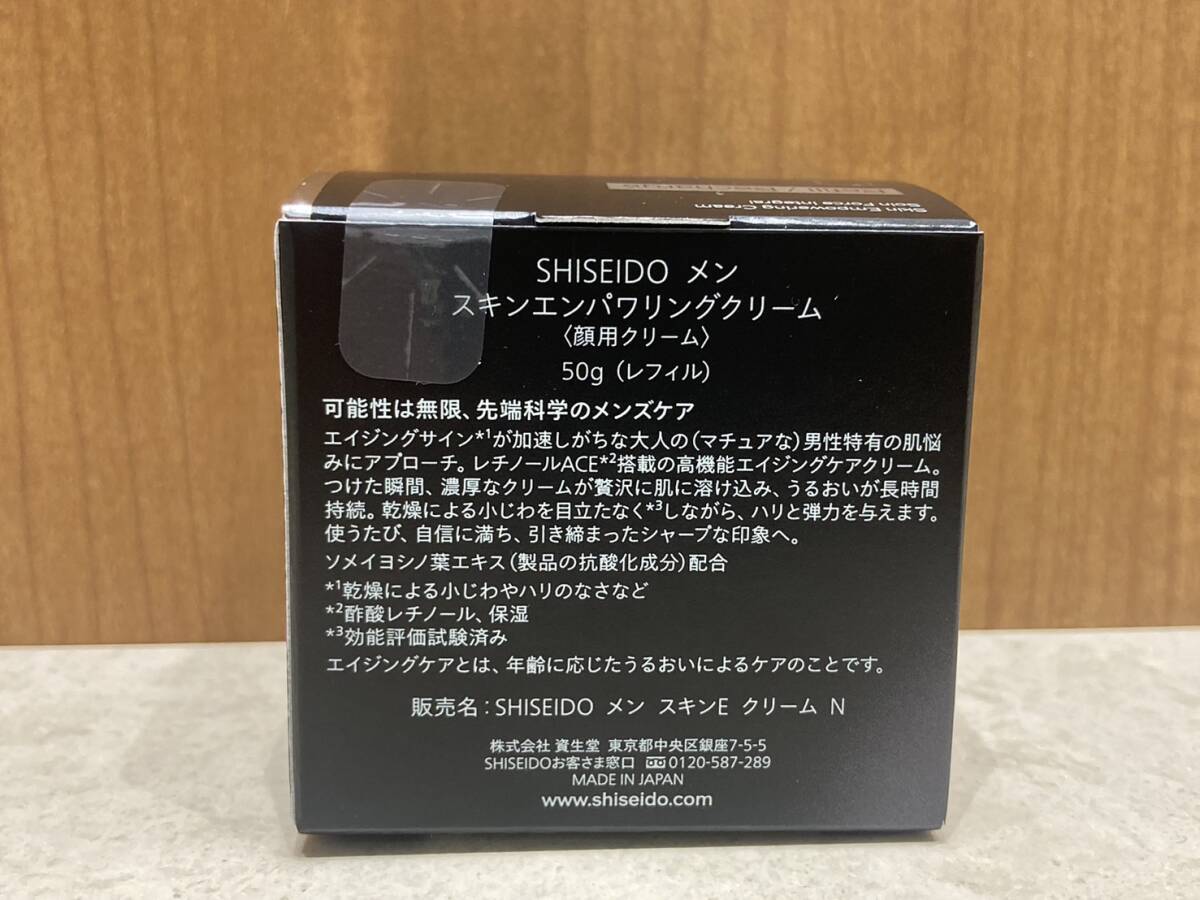 Refill / Recharge
Skin Empowering Cream
Soin Force Intégral
SHISEIDO メン
スキンエンパワリングクリーム
〈顔用クリーム〉
50g（レフィル）
可能性は無限、先端科学のメンズケア
エイジングサイン*1が加速しがちな大人の（マチュアな）男性特有の肌悩
みにアプローチ。レチノールACE*2搭載の高機能エイジングケアクリーム。
つけた瞬間、濃厚なクリームが贅沢に肌に溶け込み、うるおいが長時間
持続。乾燥による小じわを目立たなく*3しながら、ハリと弾力を与えます。
使うたび、自信に満ち、引き締まったシャープな印象へ。
ソメイヨシノ葉エキス（製品の抗酸化成分）配合
*1乾燥による小じわやハリのなさなど
*2酢酸レチノール、保湿
*3効能評価試験済み
エイジングケアとは、年齢に応じたうるおいによるケアのことです。
販売名：SHISEIDO メン スキンE クリーム N
株式会社 資生堂 東京都中央区銀座7-5-5
SHISEIDOお客さま窓口 0120-587-289
MADE IN JAPAN
www.shiseido.com